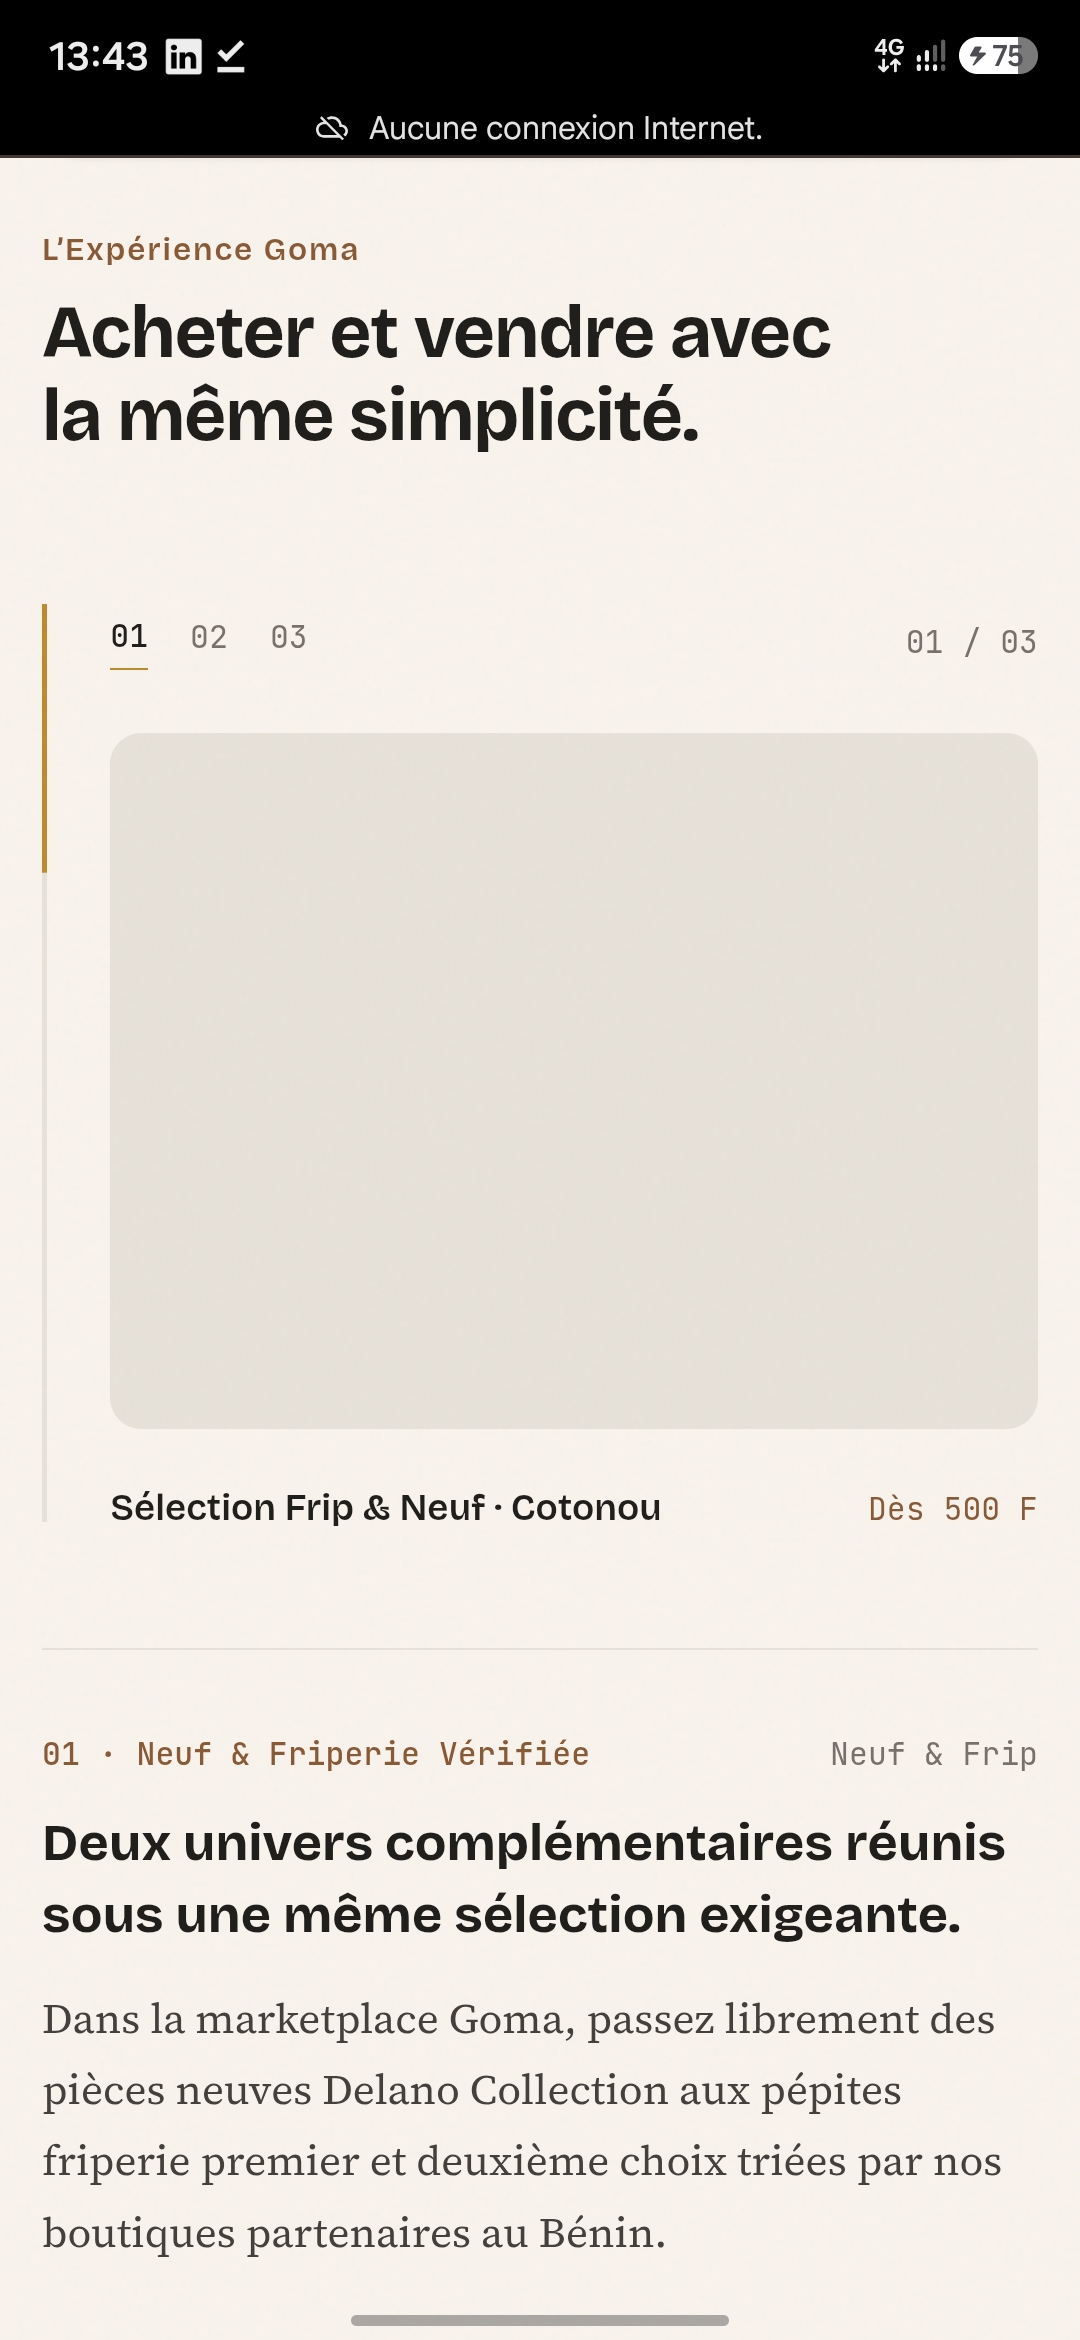 13:43
4G
75
Aucune connexion Internet.
L’Expérience Goma
Acheter et vendre avec
la même simplicité.
01 02 03
01 / 03
Sélection Frip & Neuf · Cotonou
Dès 500 F
01 · Neuf & Friperie Vérifiée
Neuf & Frip
Deux univers complémentaires réunis
sous une même sélection exigeante.
Dans la marketplace Goma, passez librement des
pièces neuves Delano Collection aux pépites
friperie premier et deuxième choix triées par nos
boutiques partenaires au Bénin.